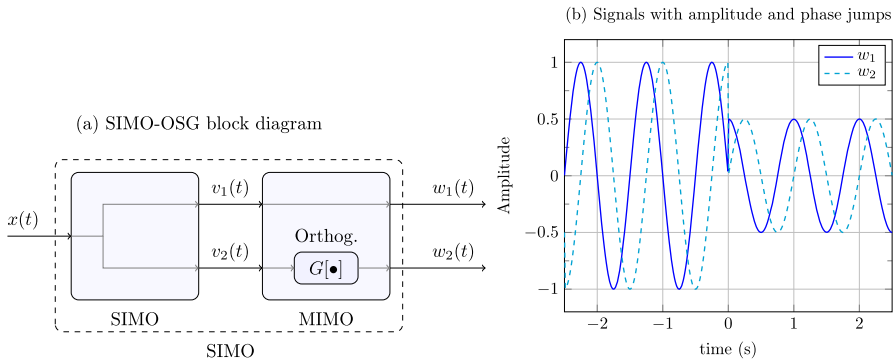 (a) SIMO-OSG block diagram
x(t)
v₁(t)
w₁(t)
Orthog.
v₂(t)
G[•]
w₂(t)
SIMO
MIMO
SIMO
(b) Signals with amplitude and phase jumps
w₁
w₂
Amplitude
1
0.5
0
−0.5
−1
−2
−1
0
1
2
time (s)